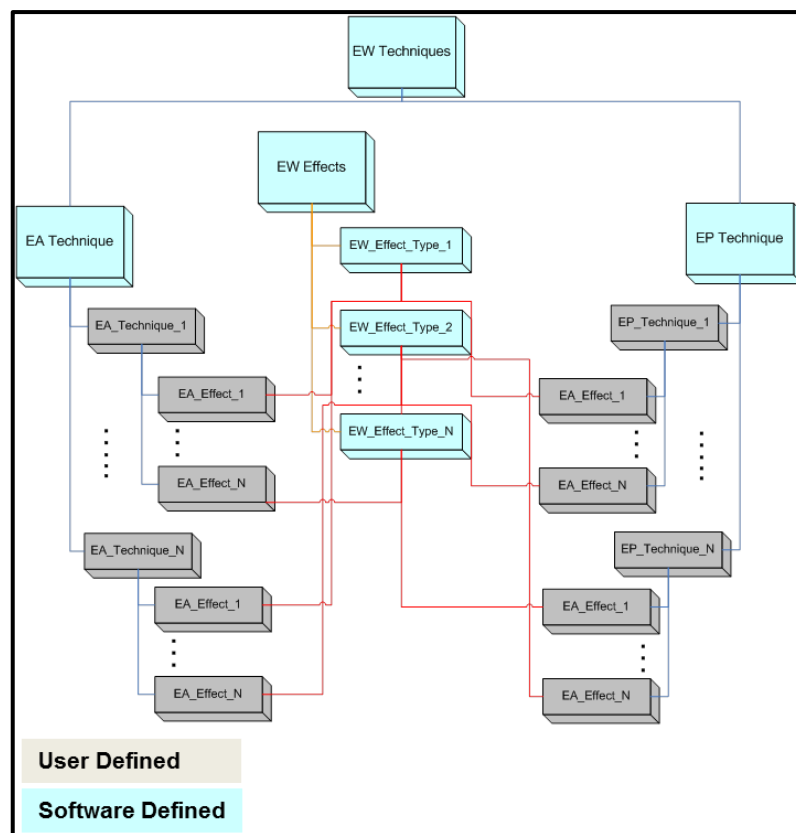 EW Techniques
EW Effects
EA Technique
EP Technique
EW_Effect_Type_1
EW_Effect_Type_2
EW_Effect_Type_N
EA_Technique_1
EA_Effect_1
EA_Effect_N
EA_Technique_N
EA_Effect_1
EA_Effect_N
EP_Technique_1
EA_Effect_1
EA_Effect_N
EP_Technique_N
EA_Effect_1
EA_Effect_N
User Defined
Software Defined